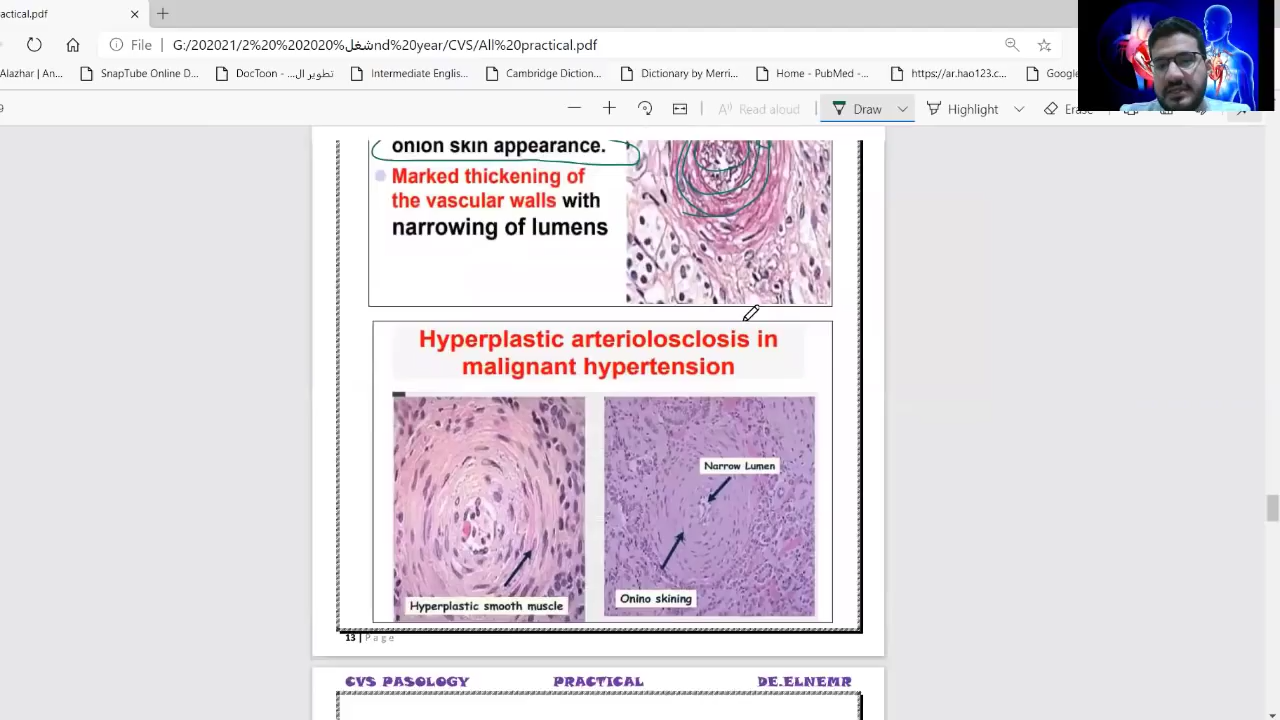 actical.pdf
File
G:/202021/2%20%202020%شغل20nd%20year/CVS/All%20practical.pdf
Alazhar | An...
SnapTube Online D...
DocToon - ...تطوير ال
Intermediate Englis...
Cambridge Diction...
Dictionary by Merri...
Home - PubMed -...
https://ar.hao123.c...
Google
9
Read aloud
Draw
Highlight
Erase
onion skin appearance.
Marked thickening of
the vascular walls with
narrowing of lumens
Hyperplastic arteriolosclosis in
malignant hypertension
Narrow Lumen
Onino skining
Hyperplastic smooth muscle
13 | Page
CVS PASOLOGY PRACTICAL DE.ELNEMR